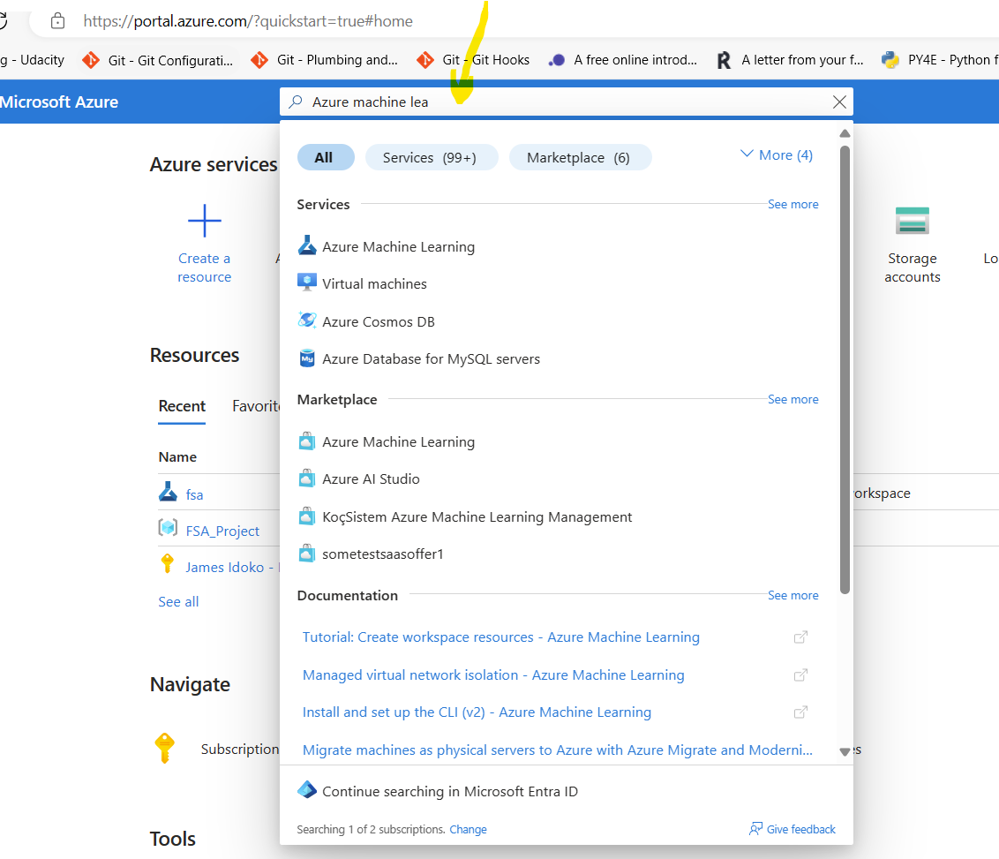 https://portal.azure.com/?quickstart=true#home
g - Udacity Git - Git Configurati... Git - Plumbing and... Git - Git Hooks A free online introd... A letter from your f... PY4E - Python f
Microsoft Azure Azure machine lea
All Services (99+) Marketplace (6) More (4)
Azure services
Services See more
Create a resource
Azure Machine Learning
Storage accounts
Lo
Virtual machines
Azure Cosmos DB
Azure Database for MySQL servers
Resources
Marketplace See more
Recent Favorit
Azure Machine Learning
Name
Azure AI Studio
fsa
orkspace
KoçSistem Azure Machine Learning Management
FSA_Project
sometestsaasoffer1
James Idoko -
Documentation See more
See all
Tutorial: Create workspace resources - Azure Machine Learning
Managed virtual network isolation - Azure Machine Learning
Navigate
Install and set up the CLI (v2) - Azure Machine Learning
Subscription
Migrate machines as physical servers to Azure with Azure Migrate and Moderni...
es
Continue searching in Microsoft Entra ID
Searching 1 of 2 subscriptions. Change Give feedback
Tools